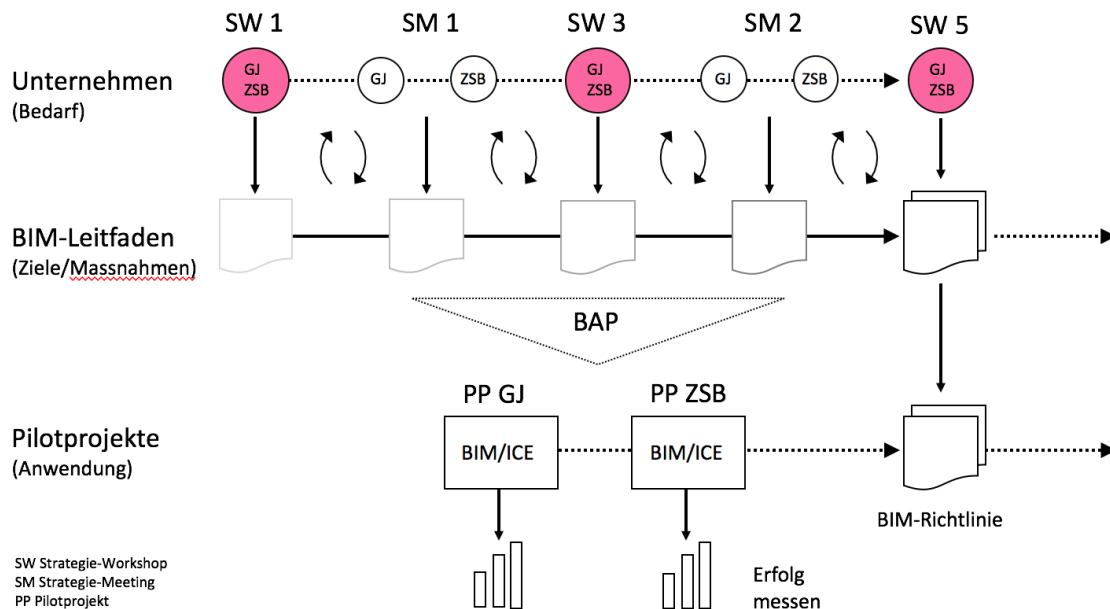 SW 1 SM 1 SW 3 SM 2 SW 5
Unternehmen
(Bedarf)
GJ
ZSB
GJ
ZSB
GJ
ZSB
GJ
ZSB
GJ
ZSB
BIM-Leitfaden
(Ziele/Massnahmen)
BAP
PP GJ PP ZSB
Pilotprojekte
(Anwendung)
BIM/ICE BIM/ICE
BIM-Richtlinie
SW Strategie-Workshop
SM Strategie-Meeting
PP Pilotprojekt
Erfolg
messen